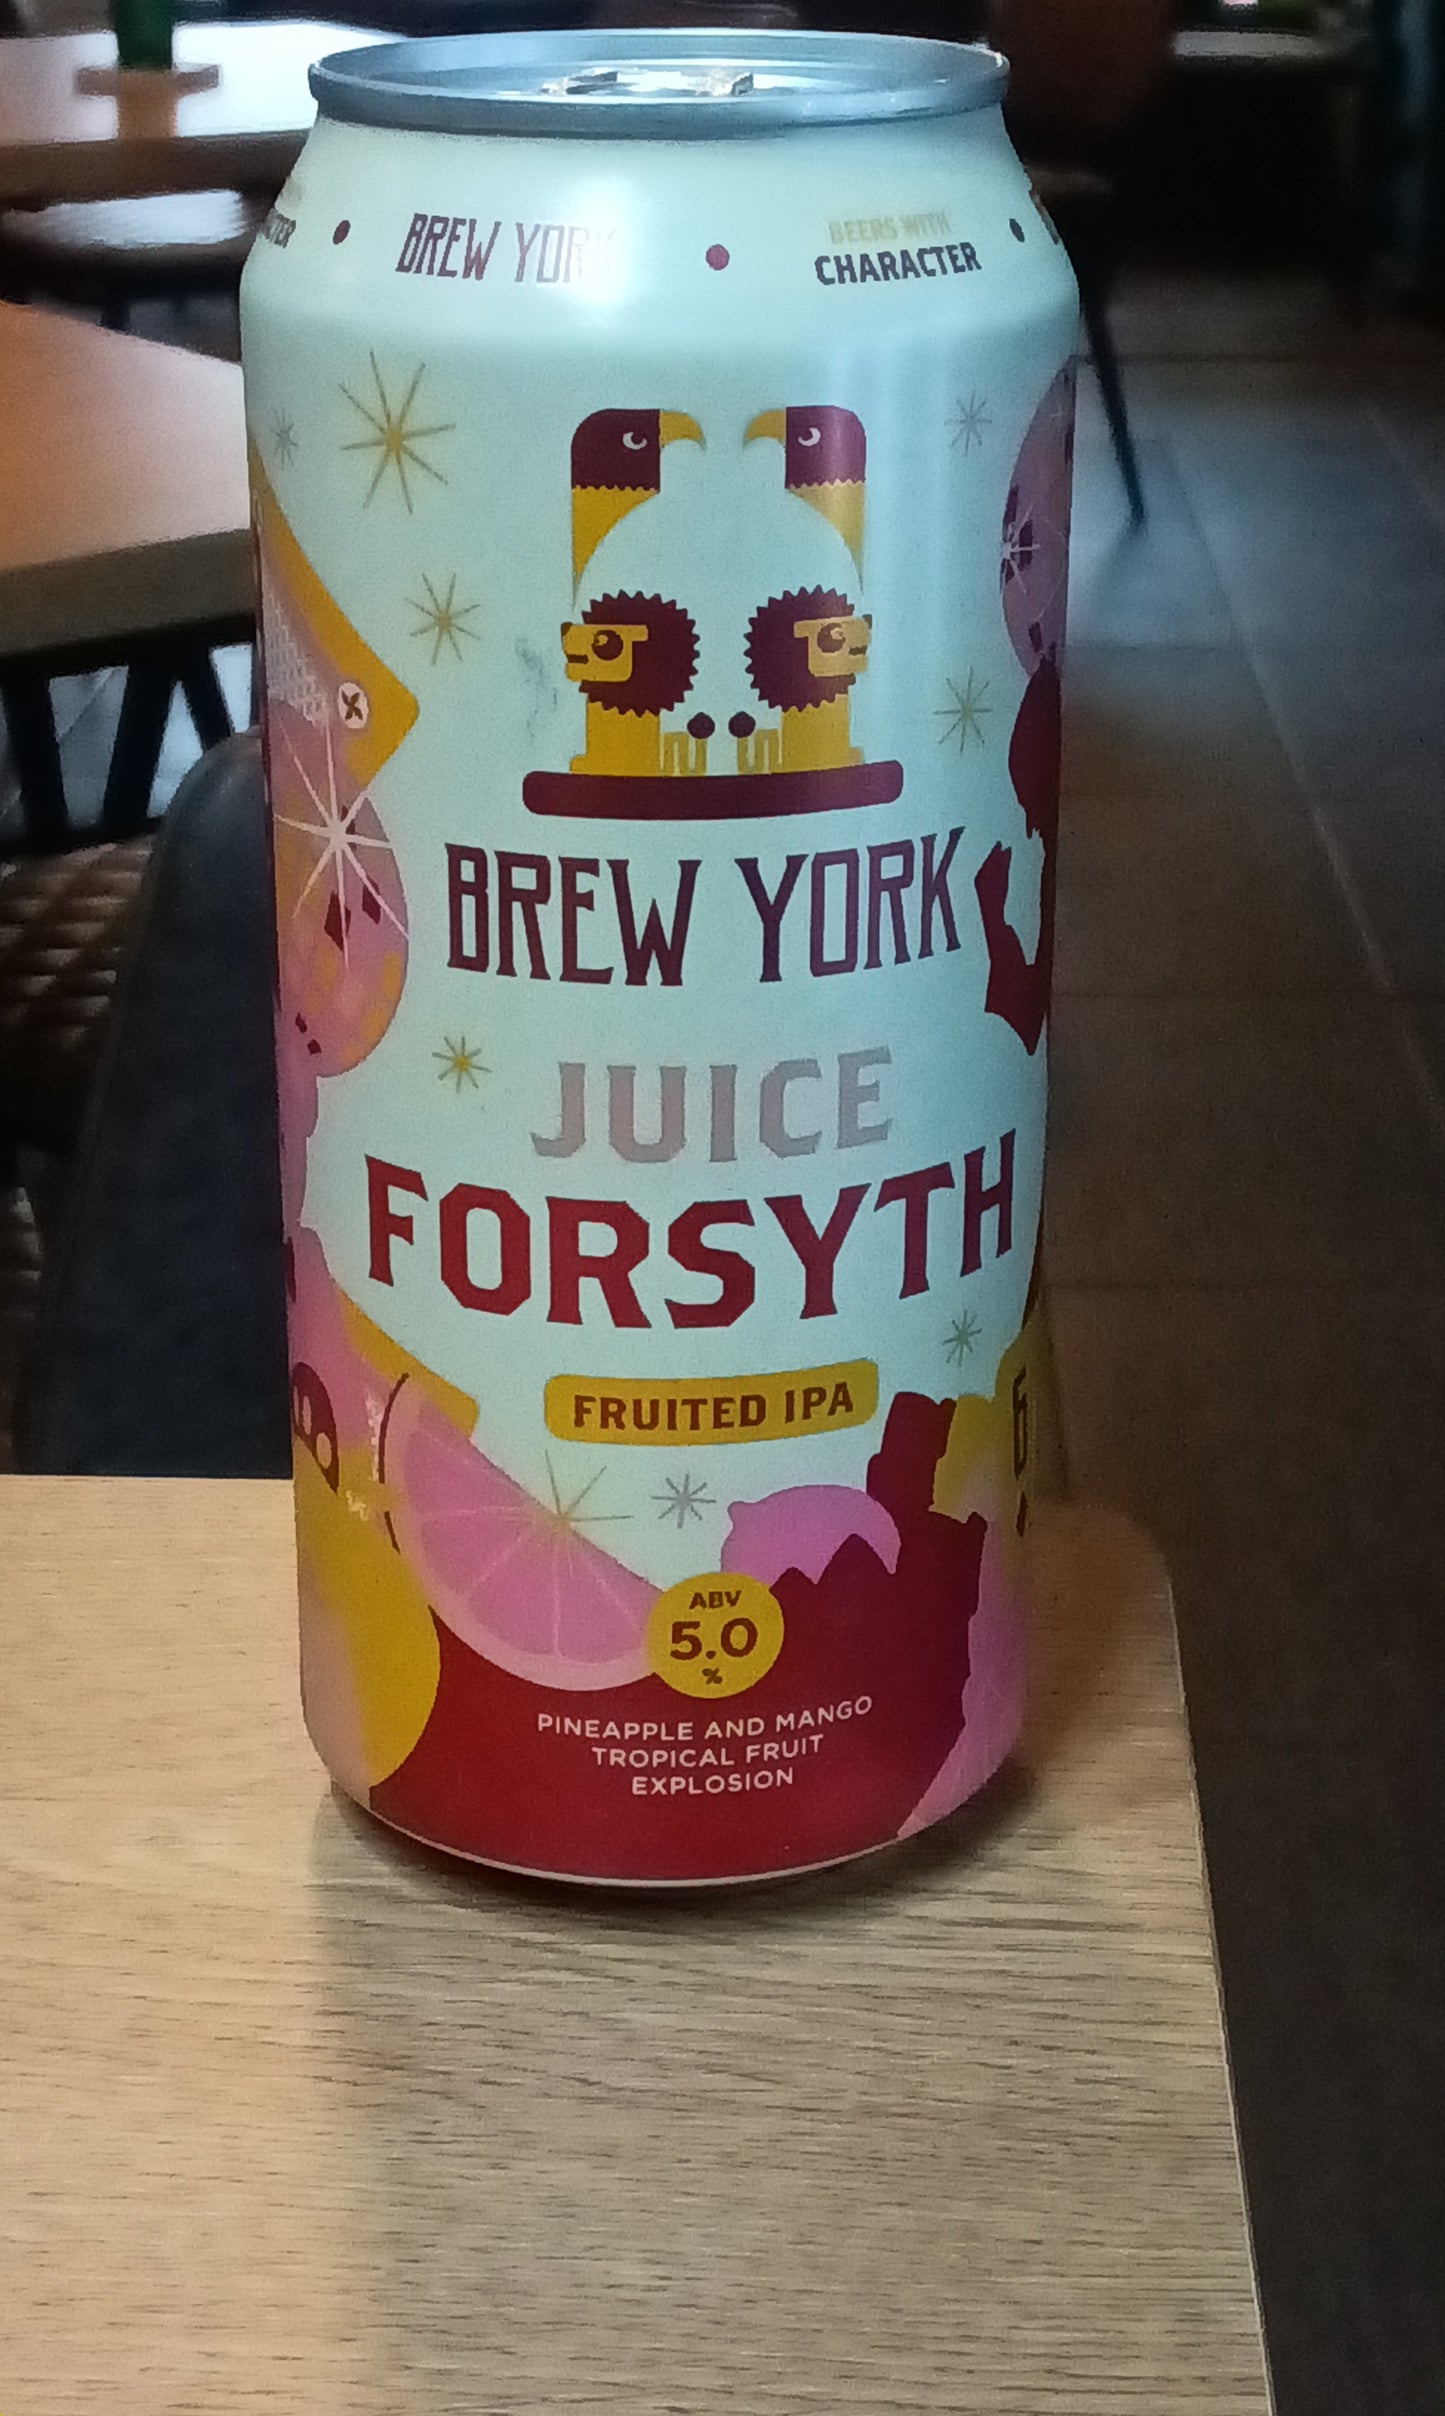 BREW YORK
BEERS WITH
CHARACTER
BREW YORK
JUICE
FORSYTH
FRUITED IPA
ABV
5.0
%
PINEAPPLE AND MANGO
TROPICAL FRUIT
EXPLOSION